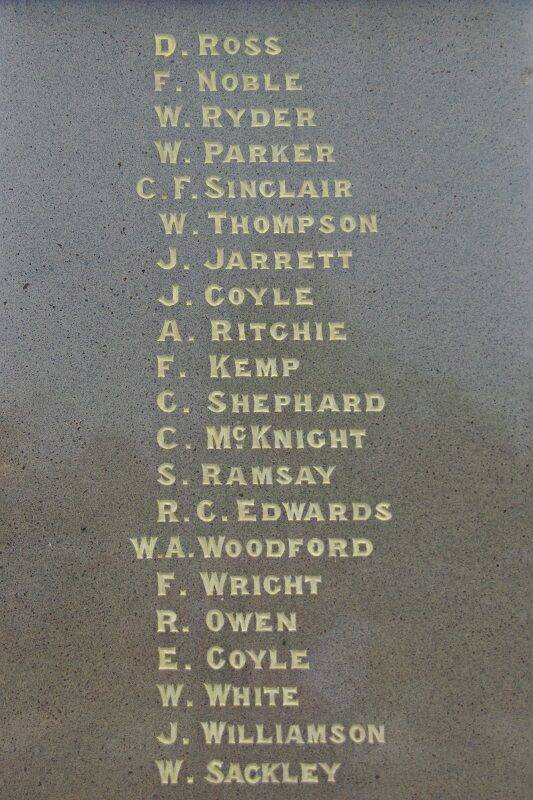 D. ROSS
F. NOBLE
W. RYDER
W. PARKER
C.F. SINCLAIR
W. THOMPSON
J. JARRETT
J. COYLE
A. RITCHIE
F. KEMP
C. SHEPHARD
C. McKNIGHT
S. RAMSAY
R.C. EDWARDS
W.A. WOODFORD
F. WRIGHT
R. OWEN
E. COYLE
W. WHITE
J. WILLIAMSON
W. SACKLEY